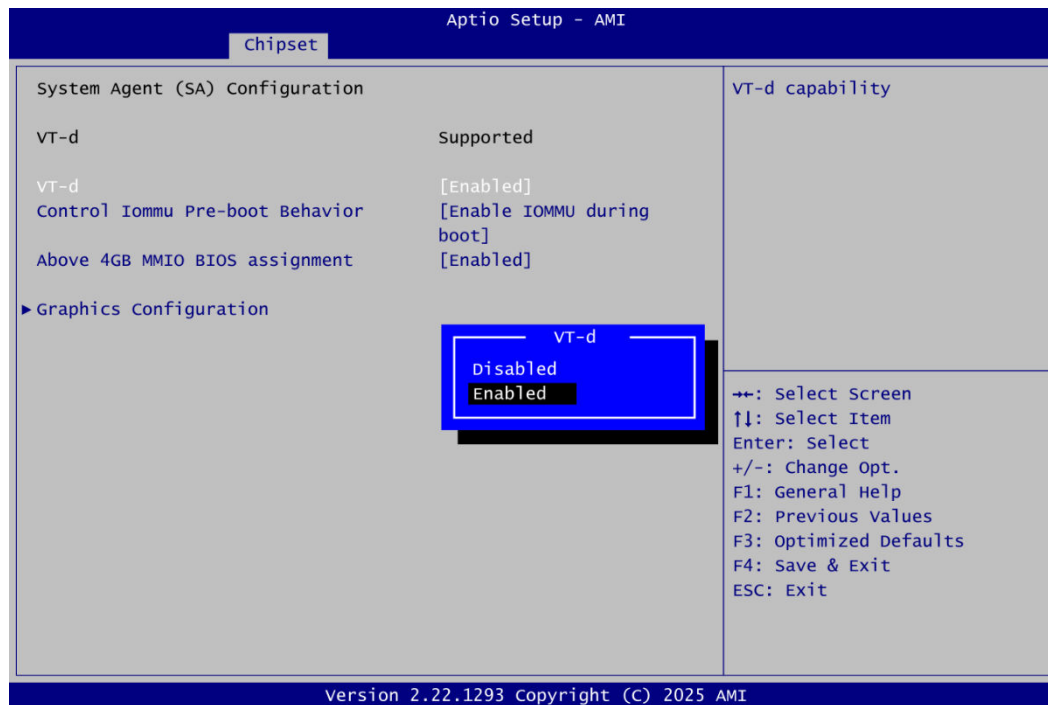 Aptio Setup - AMI
Chipset
System Agent (SA) Configuration
VT-d Supported
VT-d [Enabled]
Control Iommu Pre-boot Behavior [Enable IOMMU during
boot]
Above 4GB MMIO BIOS assignment [Enabled]
▶ Graphics Configuration
VT-d
Disabled
Enabled
VT-d capability
→←: Select Screen
↑↓: Select Item
Enter: Select
+/-: Change Opt.
F1: General Help
F2: Previous Values
F3: Optimized Defaults
F4: Save & Exit
ESC: Exit
Version 2.22.1293 Copyright (C) 2025 AMI